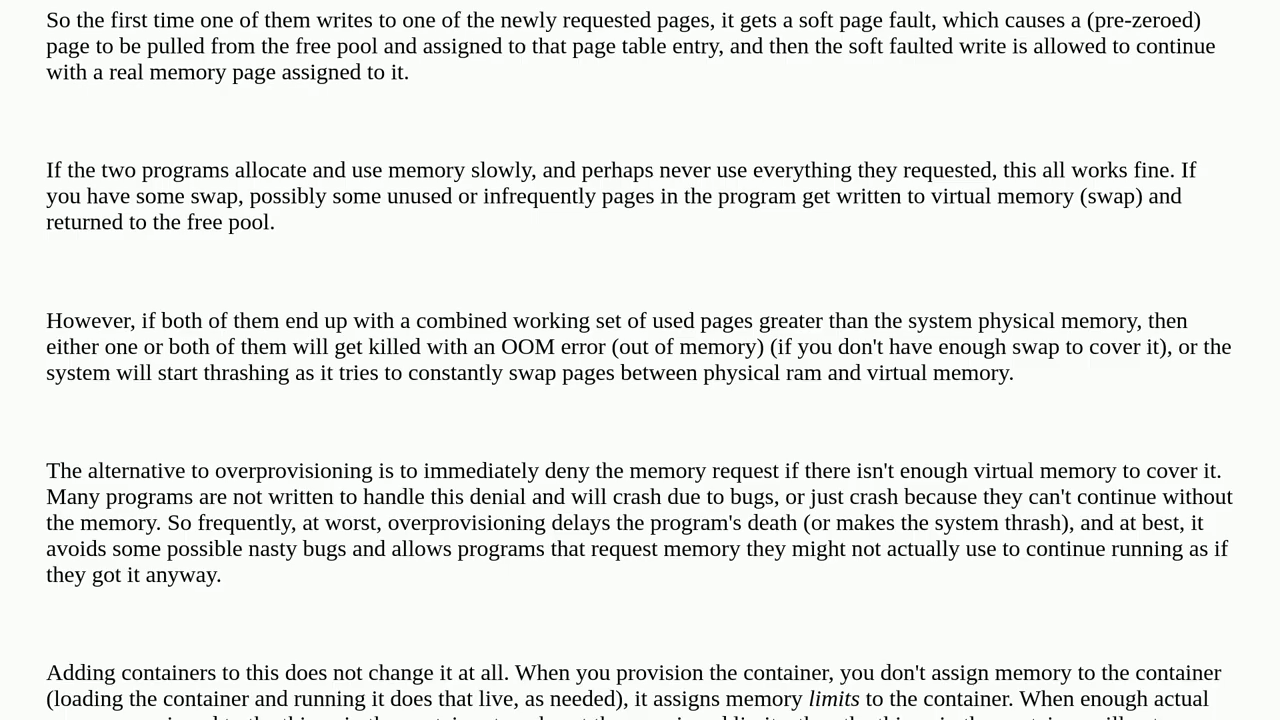 So the first time one of them writes to one of the newly requested pages, it gets a soft page fault, which causes a (pre-zeroed)
page to be pulled from the free pool and assigned to that page table entry, and then the soft faulted write is allowed to continue
with a real memory page assigned to it.
If the two programs allocate and use memory slowly, and perhaps never use everything they requested, this all works fine. If
you have some swap, possibly some unused or infrequently pages in the program get written to virtual memory (swap) and
returned to the free pool.
However, if both of them end up with a combined working set of used pages greater than the system physical memory, then
either one or both of them will get killed with an OOM error (out of memory) (if you don't have enough swap to cover it), or the
system will start thrashing as it tries to constantly swap pages between physical ram and virtual memory.
The alternative to overprovisioning is to immediately deny the memory request if there isn't enough virtual memory to cover it.
Many programs are not written to handle this denial and will crash due to bugs, or just crash because they can't continue without
the memory. So frequently, at worst, overprovisioning delays the program's death (or makes the system thrash), and at best, it
avoids some possible nasty bugs and allows programs that request memory they might not actually use to continue running as if
they got it anyway.
Adding containers to this does not change it at all. When you provision the container, you don't assign memory to the container
(loading the container and running it does that live, as needed), it assigns memory limits to the container. When enough actual